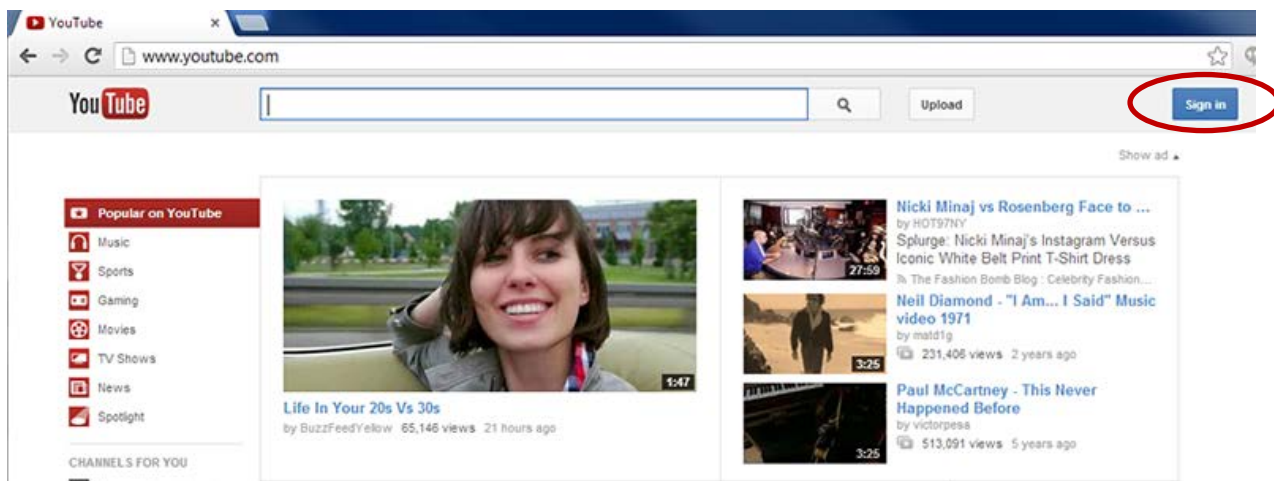 YouTube
www.youtube.com
YouTube
Upload
Sign in
Show ad
Popular on YouTube
Music
Sports
Gaming
Movies
TV Shows
News
Spotlight
CHANNELS FOR YOU
1:47
Life In Your 20s Vs 30s
by BuzzFeedYellow 65,146 views 21 hours ago
27:59
Nicki Minaj vs Rosenberg Face to ...
by HOT97NY
Splurge: Nicki Minaj's Instagram Versus
Iconic White Belt Print T-Shirt Dress
The Fashion Bomb Blog : Celebrity Fashion...
3:25
Neil Diamond - "I Am... I Said" Music
video 1971
by matd1g
231,406 views 2 years ago
3:25
Paul McCartney - This Never
Happened Before
by victorpesa
513,091 views 5 years ago